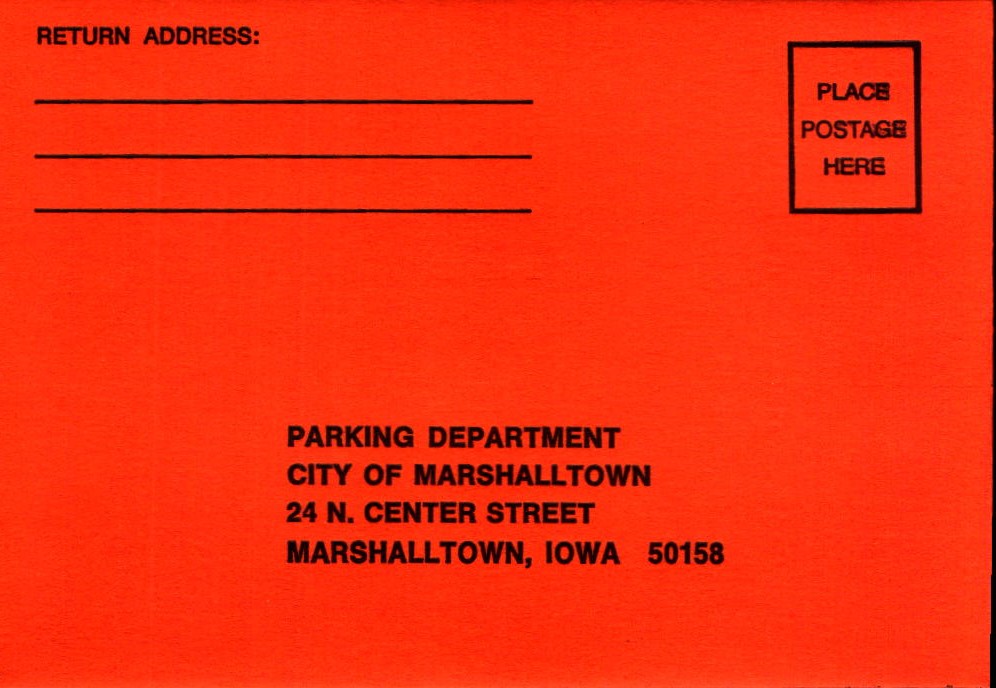 RETURN ADDRESS:
PLACE
POSTAGE
HERE
PARKING DEPARTMENT
CITY OF MARSHALLTOWN
24 N. CENTER STREET
MARSHALLTOWN, IOWA 50158